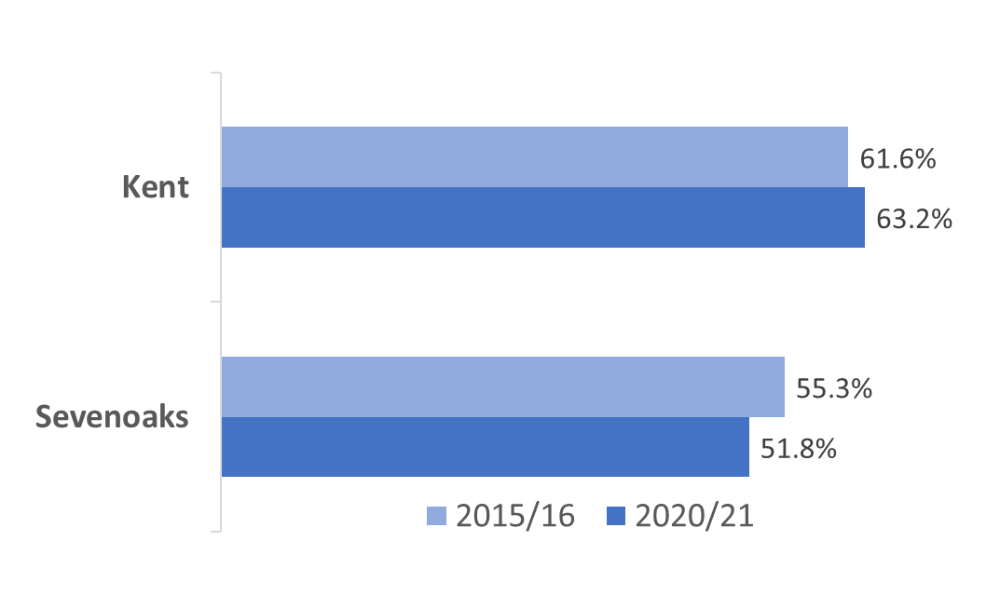 Kent
61.6%
63.2%
Sevenoaks
55.3%
51.8%
2015/16 2020/21